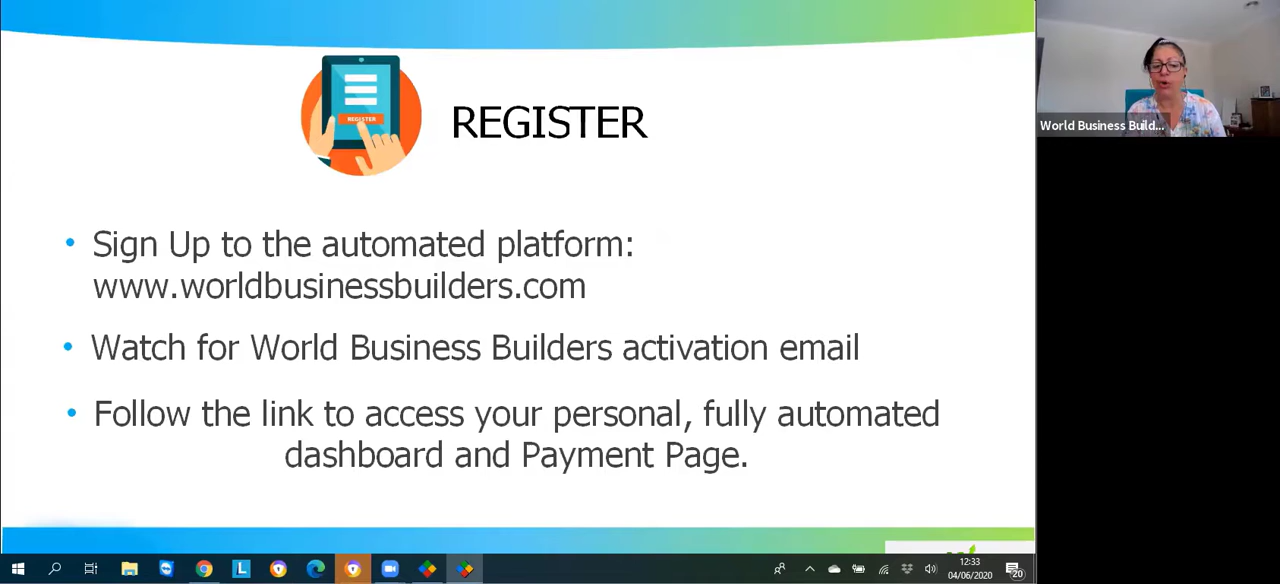 REGISTER
REGISTER
World Business Build...
• Sign Up to the automated platform:
www.worldbusinessbuilders.com
• Watch for World Business Builders activation email
• Follow the link to access your personal, fully automated
dashboard and Payment Page.
L
12:33
04/06/2020
20